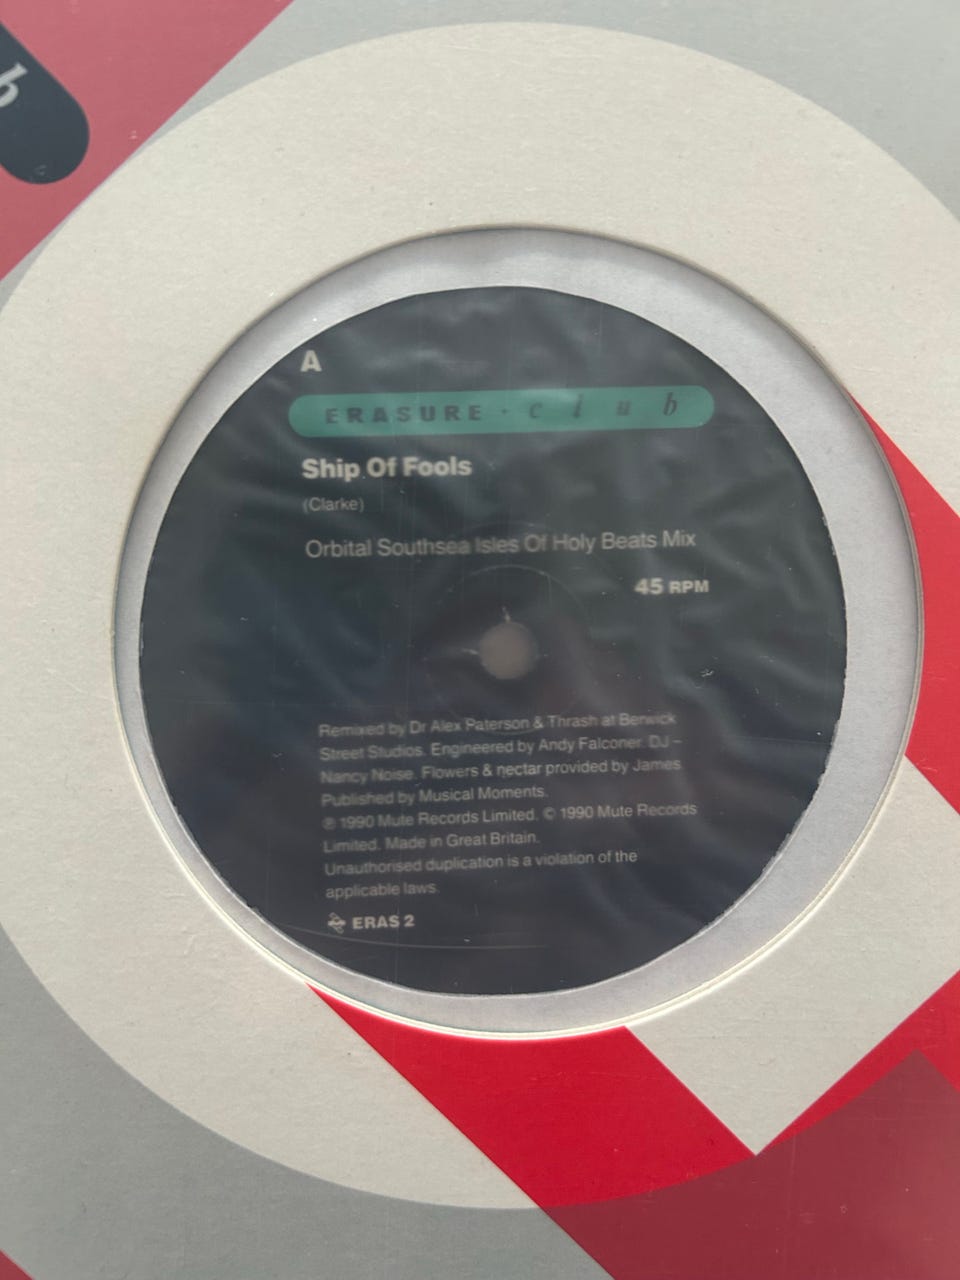 b
A
ERASURE · club
Ship Of Fools
(Clarke)
Orbital Southsea Isles Of Holy Beats Mix
45 RPM
Remixed by Dr Alex Paterson & Thrash at Berwick
Street Studios. Engineered by Andy Falconer. DJ –
Nancy Noise. Flowers & nectar provided by James
Published by Musical Moments.
℗ 1990 Mute Records Limited. © 1990 Mute Records
Limited. Made in Great Britain.
Unauthorised duplication is a violation of the
applicable laws.
ERAS 2